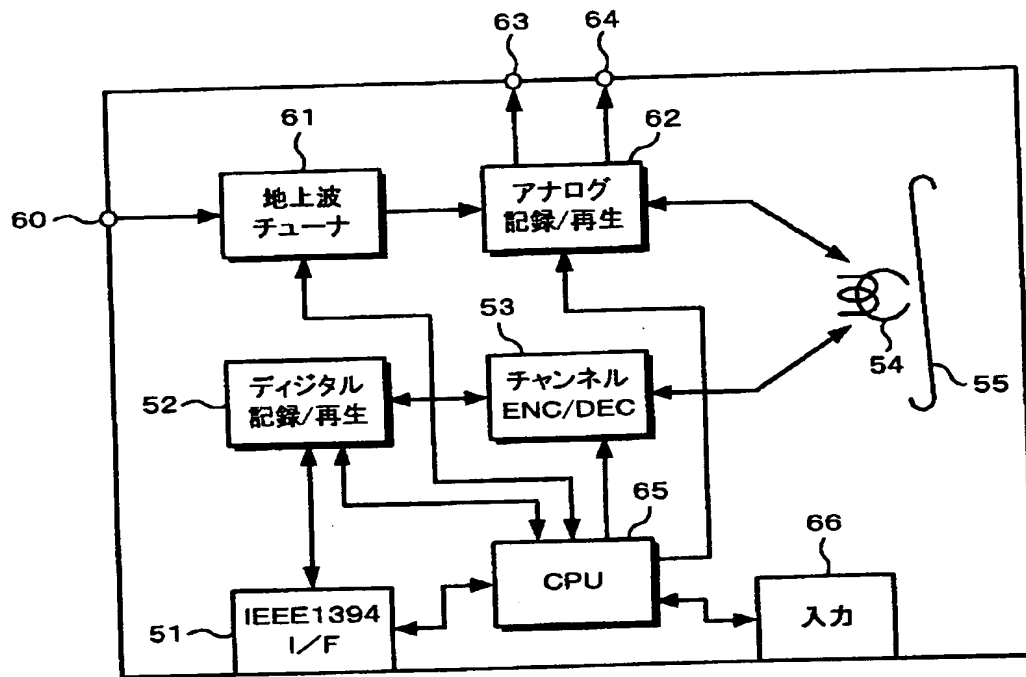 63
64
61
62
地上波
チューナ
アナログ
記録/再生
60
53
54
55
52
ディジタル
記録/再生
チャンネル
ENC/DEC
65
66
51
IEEE1394
I/F
CPU
入力